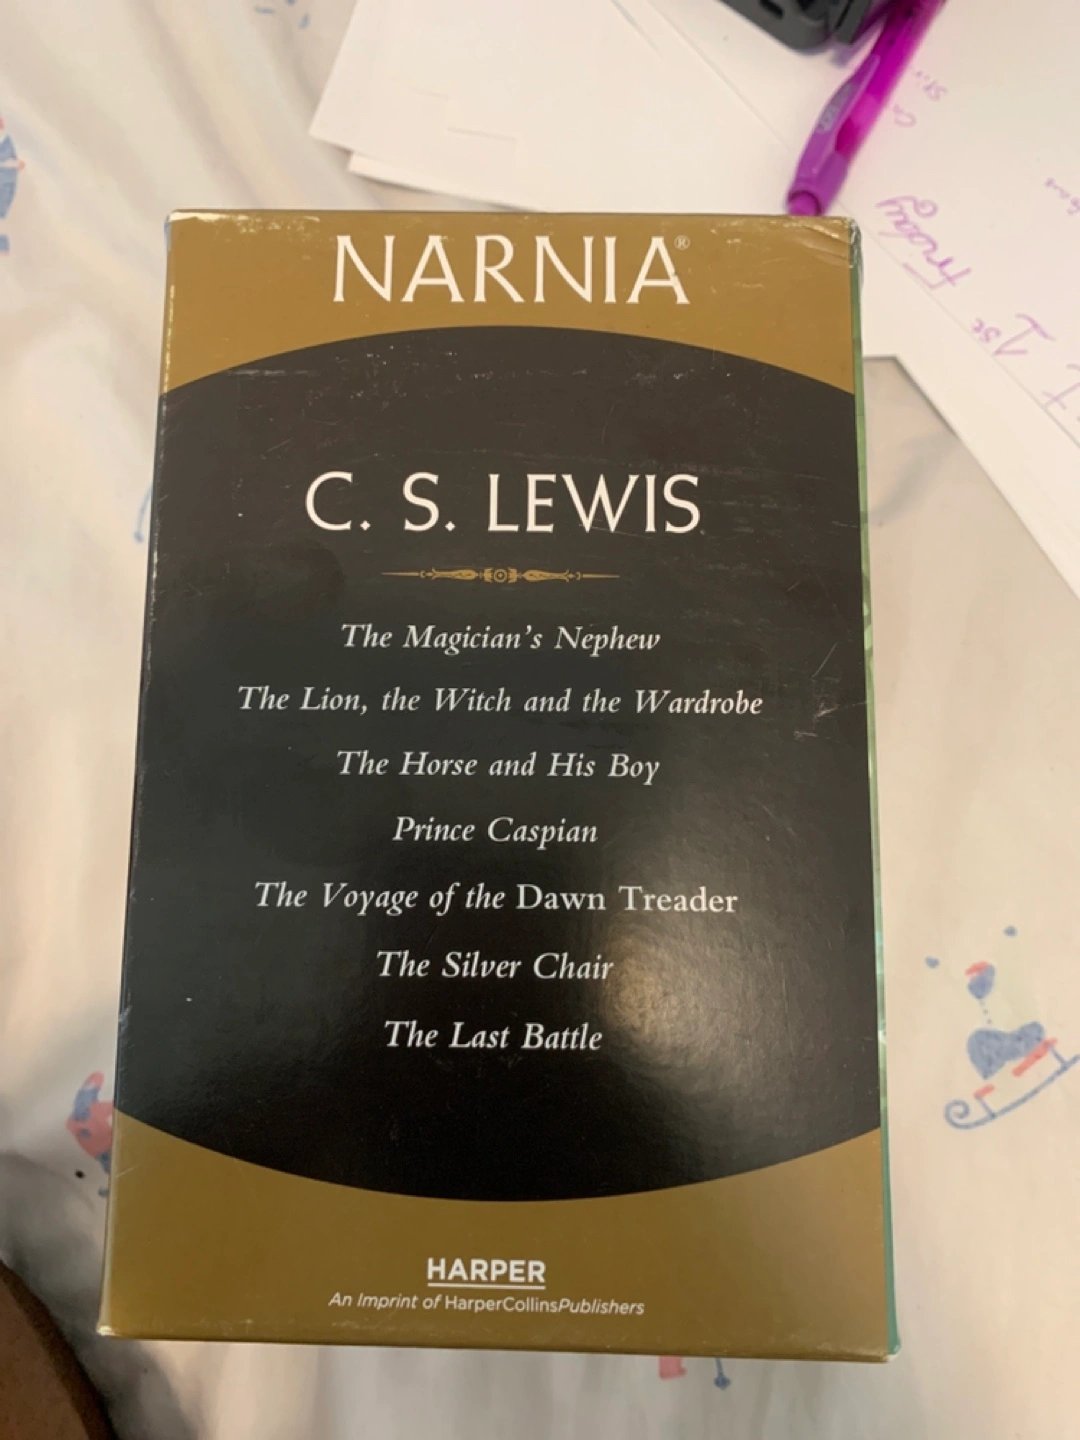 NARNIA®
C. S. LEWIS
The Magician's Nephew
The Lion, the Witch and the Wardrobe
The Horse and His Boy
Prince Caspian
The Voyage of the Dawn Treader
The Silver Chair
The Last Battle
HARPER
An Imprint of HarperCollinsPublishers
1st